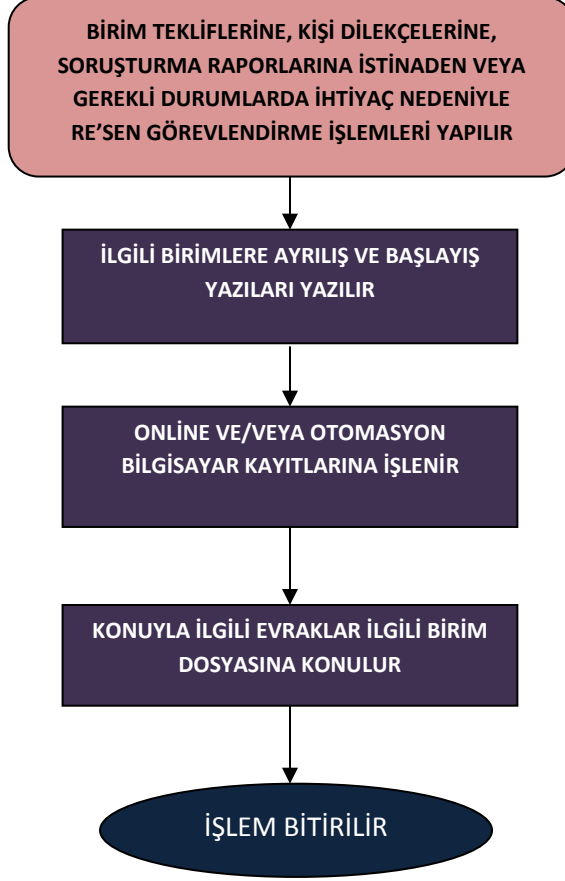 BİRİM TEKLİFLERİNE, KİŞİ DİLEKÇELERİNE,
SORUŞTURMA RAPORLARINA İSTİNADEN VEYA
GEREKLİ DURUMLARDA İHTİYAÇ NEDENİYLE
RE’SEN GÖREVLENDİRME İŞLEMLERİ YAPILIR
İLGİLİ BİRİMLERE AYRILIŞ VE BAŞLAYIŞ
YAZILARI YAZILIR
ONLİNE VE/VEYA OTOMASYON
BİLGİSAYAR KAYITLARINA İŞLENİR
KONUYLA İLGİLİ EVRAKLAR İLGİLİ BİRİM
DOSYASINA KONULUR
İŞLEM BİTİRİLİR